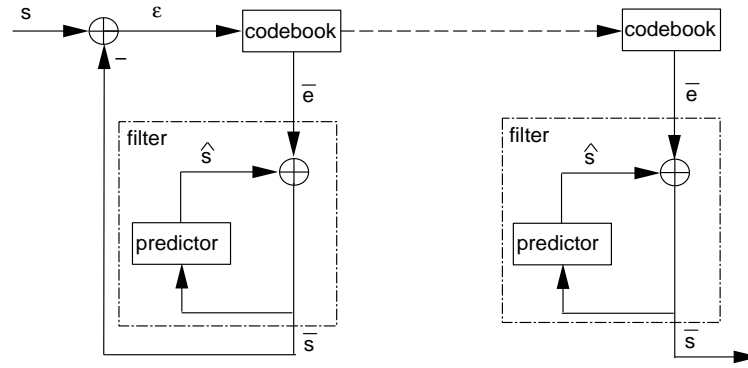 s
ε
−
codebook
codebook
e̅
e̅
filter
filter
ŝ
ŝ
predictor
predictor
s̅
s̅